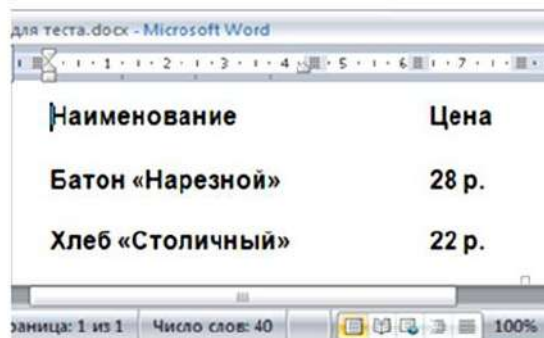 для теста.docx - Microsoft Word
1 2 3 4 5 6 7
Наименование Цена
Батон «Нарезной» 28 р.
Хлеб «Столичный» 22 р.
раница: 1 из 1 Число слов: 40 100%